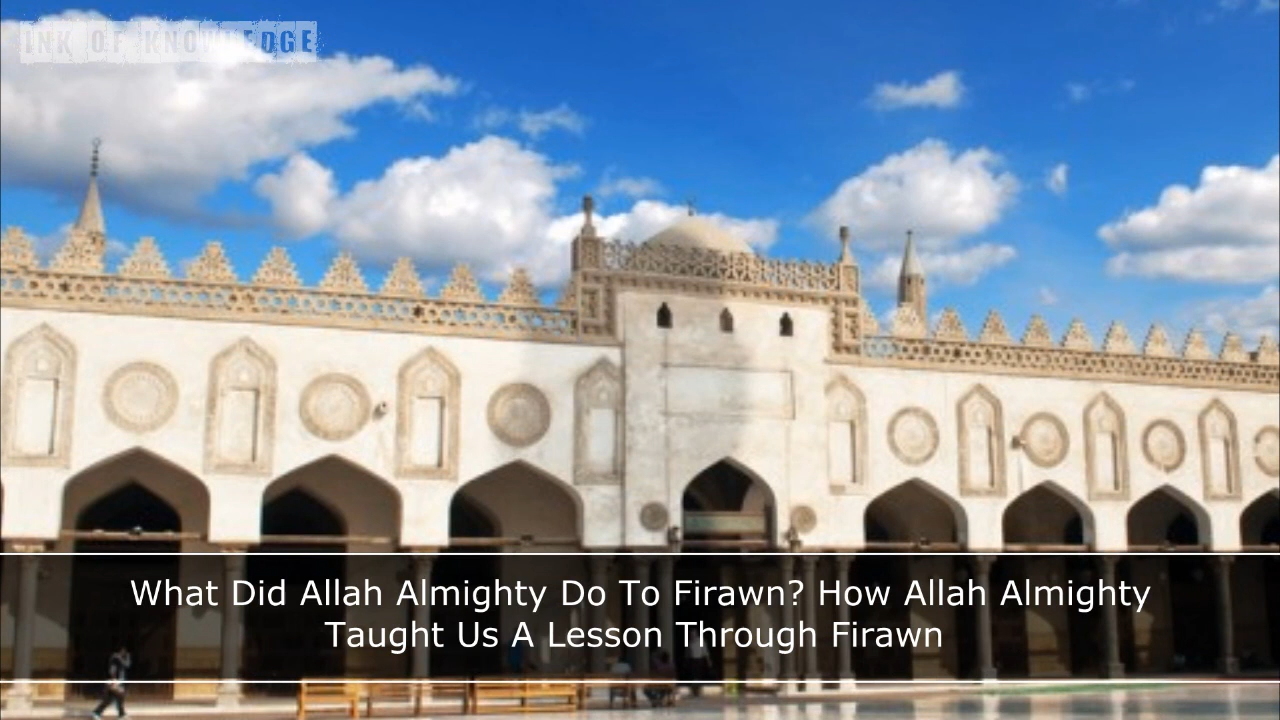 INK OF KNOWLEDGE
What Did Allah Almighty Do To Firawn? How Allah Almighty
Taught Us A Lesson Through Firawn